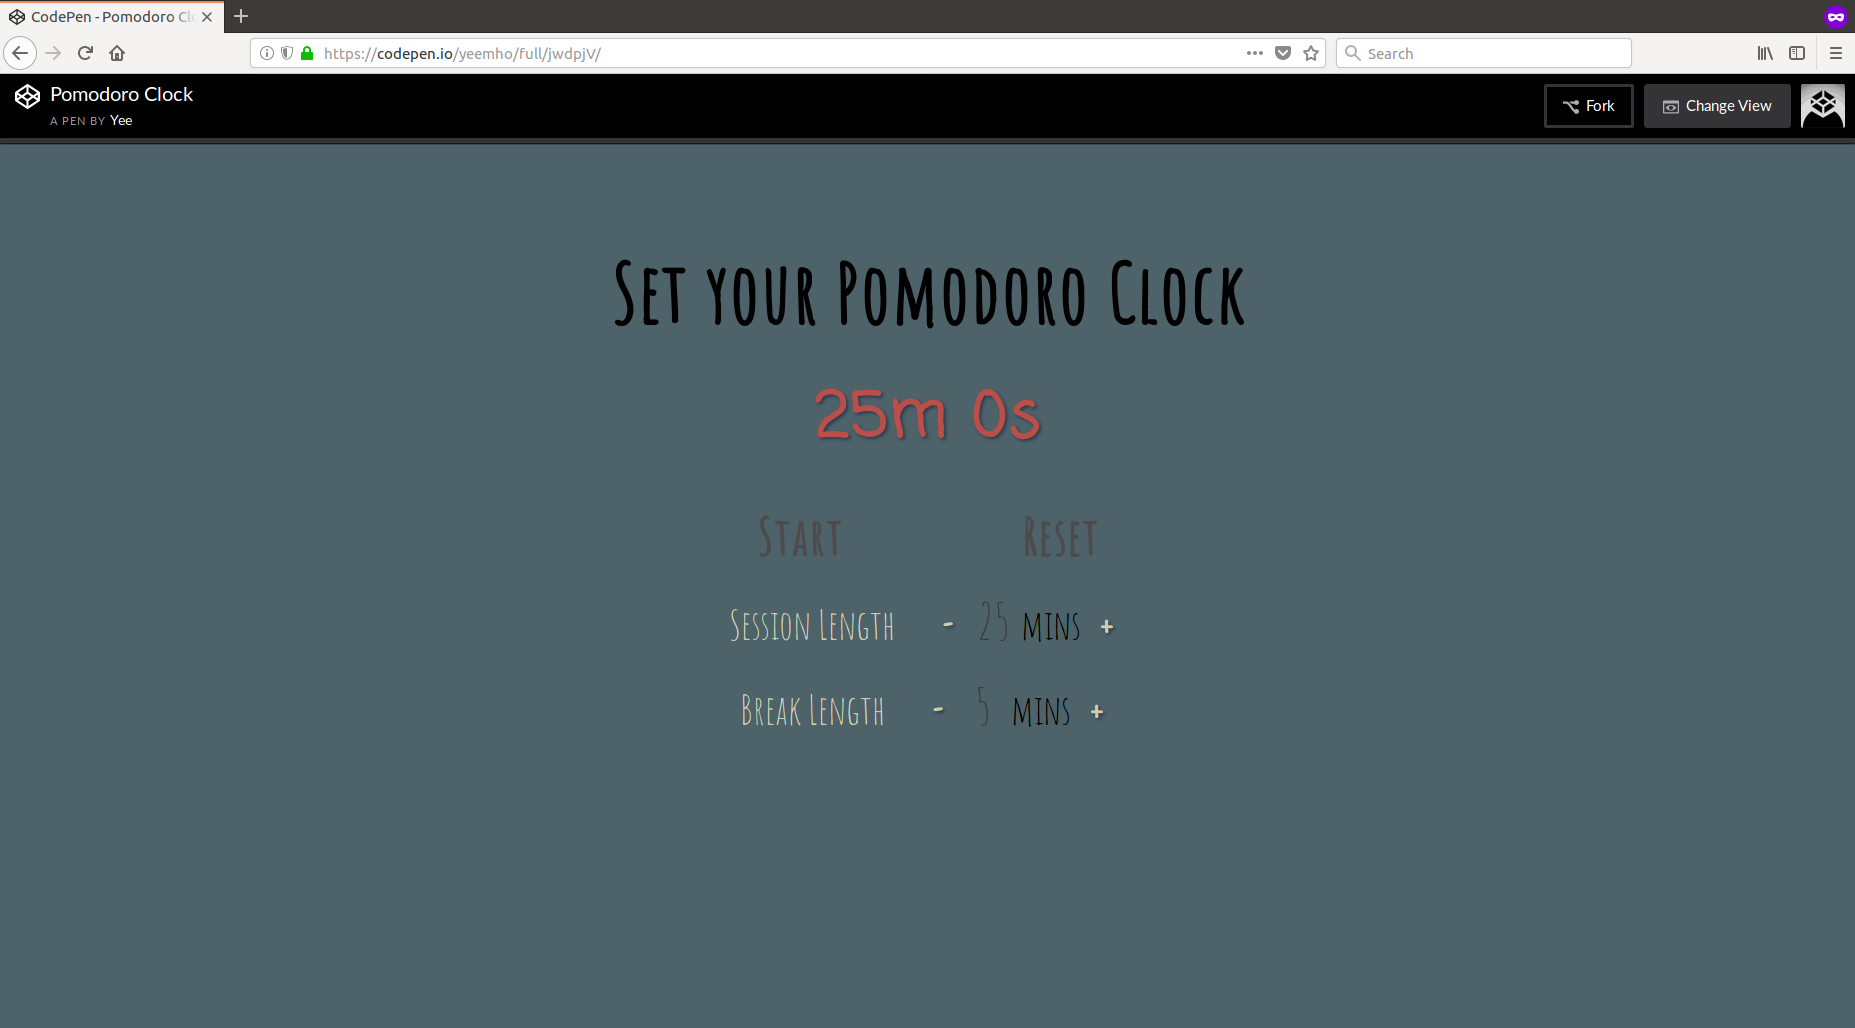 CodePen - Pomodoro Cl
https://codepen.io/yeemho/full/jwdpjV/
Search
Pomodoro Clock
A PEN BY Yee
Fork
Change View
Set your Pomodoro Clock
25m 0s
Start Reset
Session Length - 25 mins +
Break Length - 5 mins +